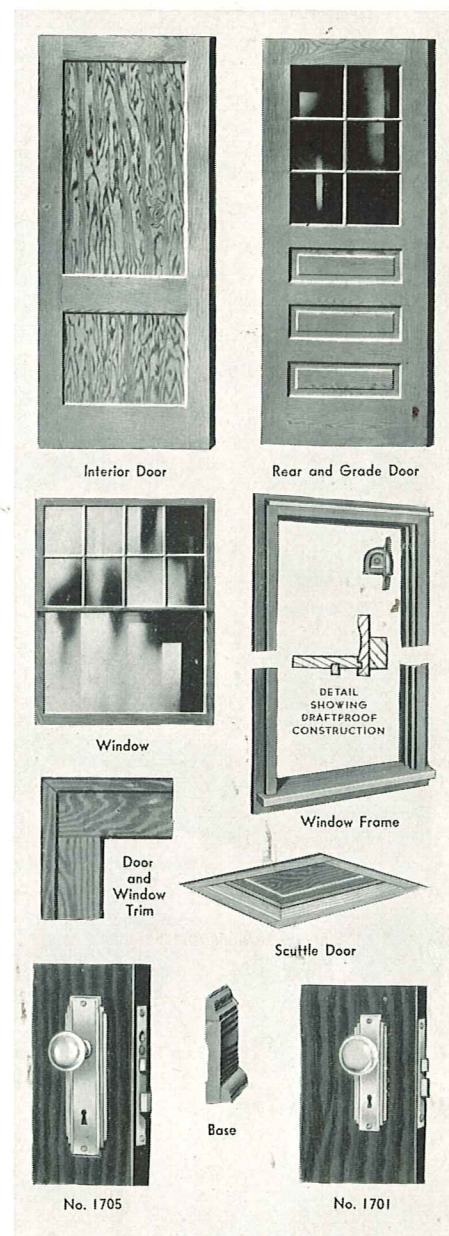 Interior Door
Rear and Grade Door
DETAIL
SHOWING
DRAFTPROOF
CONSTRUCTION
Window
Window Frame
Door
and
Window
Trim
Scuttle Door
Base
No. 1705
No. 1701